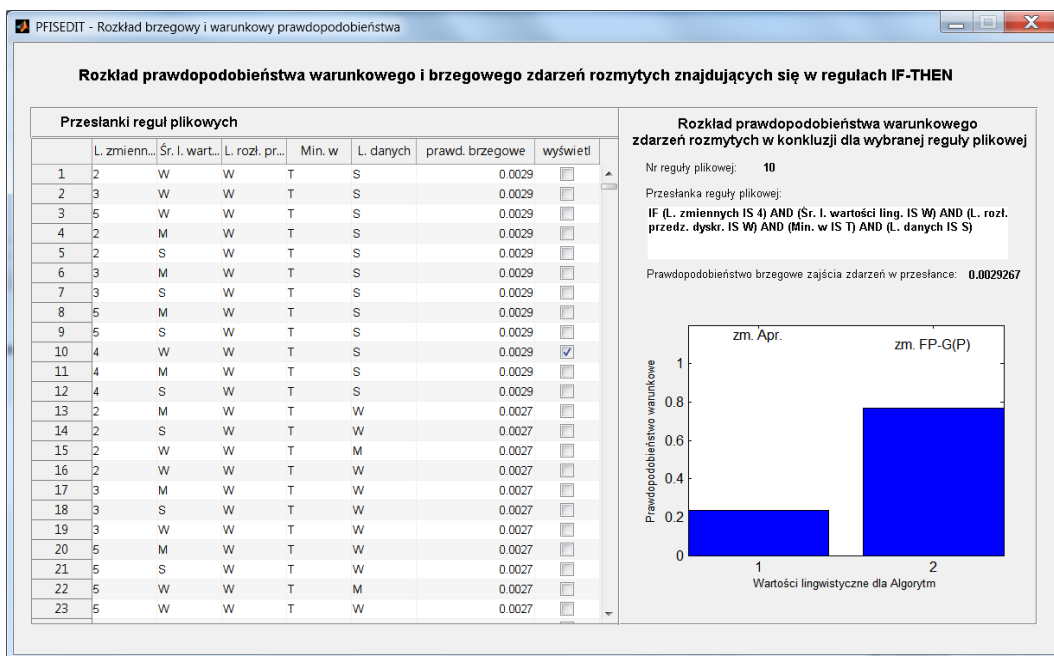 PFISEDIT - Rozkład brzegowy i warunkowy prawdopodobieństwa
Rozkład prawdopodobieństwa warunkowego i brzegowego zdarzeń rozmytych znajdujących się w regułach IF-THEN
Przesłanki reguł plikowych
L. zmienn... Śr. l. wart... L. rozł. pr... Min. w L. danych prawd. brzegowe wyświetl
1 2 W W T S 0.0029
2 3 W W T S 0.0029
3 5 W W T S 0.0029
4 2 M W T S 0.0029
5 2 S W T S 0.0029
6 3 M W T S 0.0029
7 3 S W T S 0.0029
8 5 M W T S 0.0029
9 5 S W T S 0.0029
10 4 W W T S 0.0029
11 4 M W T S 0.0029
12 4 S W T S 0.0029
13 2 M W T W 0.0027
14 2 S W T W 0.0027
15 2 W W T M 0.0027
16 2 W W T W 0.0027
17 3 M W T W 0.0027
18 3 S W T W 0.0027
19 3 W W T W 0.0027
20 5 M W T W 0.0027
21 5 S W T W 0.0027
22 5 W W T M 0.0027
23 5 W W T W 0.0027
Rozkład prawdopodobieństwa warunkowego
zdarzeń rozmytych w konkluzji dla wybranej reguły plikowej
Nr reguły plikowej: 10
Przesłanka reguły plikowej:
IF (L. zmiennych IS 4) AND (Śr. l. wartości ling. IS W) AND (L. rozł.
przedz. dyskr. IS W) AND (Min. w IS T) AND (L. danych IS S)
Prawdopodobieństwo brzegowe zajścia zdarzeń w przesłance: 0.0029267
zm. Apr.
zm. FP-G(P)
Prawdopodobieństwo warunkowe
1
0.8
0.6
0.4
0.2
0
1 2
Wartości lingwistyczne dla Algorytm